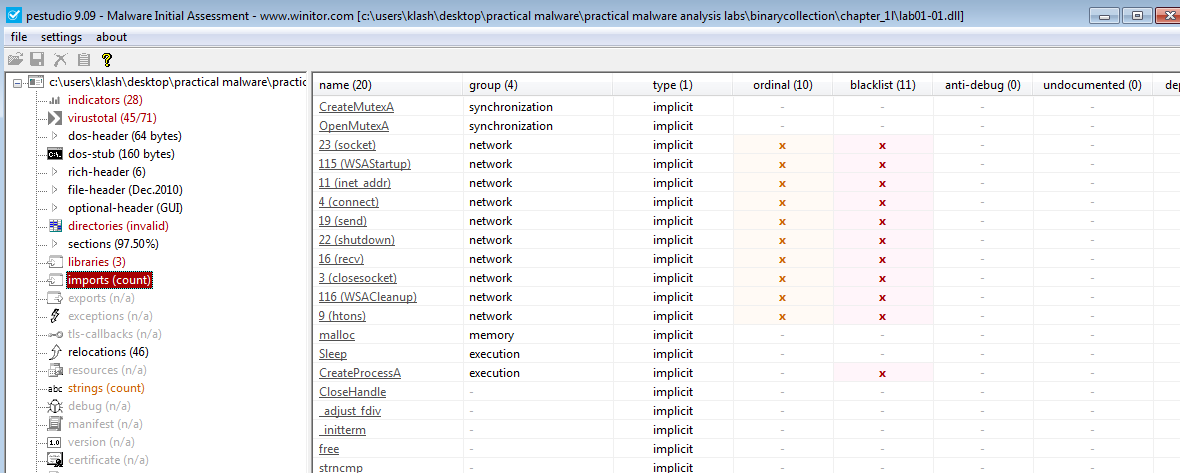 pestudio 9.09 - Malware Initial Assessment - www.winitor.com [c:\users\klash\desktop\practical malware\practical malware analysis labs\binarycollection\chapter_1l\lab01-01.dll]
file settings about
c:\users\klash\desktop\practical malware\practic
indicators (28)
virustotal (45/71)
dos-header (64 bytes)
dos-stub (160 bytes)
rich-header (6)
file-header (Dec.2010)
optional-header (GUI)
directories (invalid)
sections (97.50%)
libraries (3)
imports (count)
exports (n/a)
exceptions (n/a)
tls-callbacks (n/a)
relocations (46)
resources (n/a)
abc strings (count)
debug (n/a)
manifest (n/a)
1.0 version (n/a)
certificate (n/a)
name (20) group (4) type (1) ordinal (10) blacklist (11) anti-debug (0) undocumented (0) dep
CreateMutexA synchronization implicit - - - -
OpenMutexA synchronization implicit - - - -
23 (socket) network implicit x x - -
115 (WSAStartup) network implicit x x - -
11 (inet_addr) network implicit x x - -
4 (connect) network implicit x x - -
19 (send) network implicit x x - -
22 (shutdown) network implicit x x - -
16 (recv) network implicit x x - -
3 (closesocket) network implicit x x - -
116 (WSACleanup) network implicit x x - -
9 (htons) network implicit x x - -
malloc memory implicit - - - -
Sleep execution implicit - - - -
CreateProcessA execution implicit - x - -
CloseHandle - implicit - - - -
_adjust_fdiv - implicit - - - -
_initterm - implicit - - - -
free - implicit - - - -
strncmp - implicit - - - -